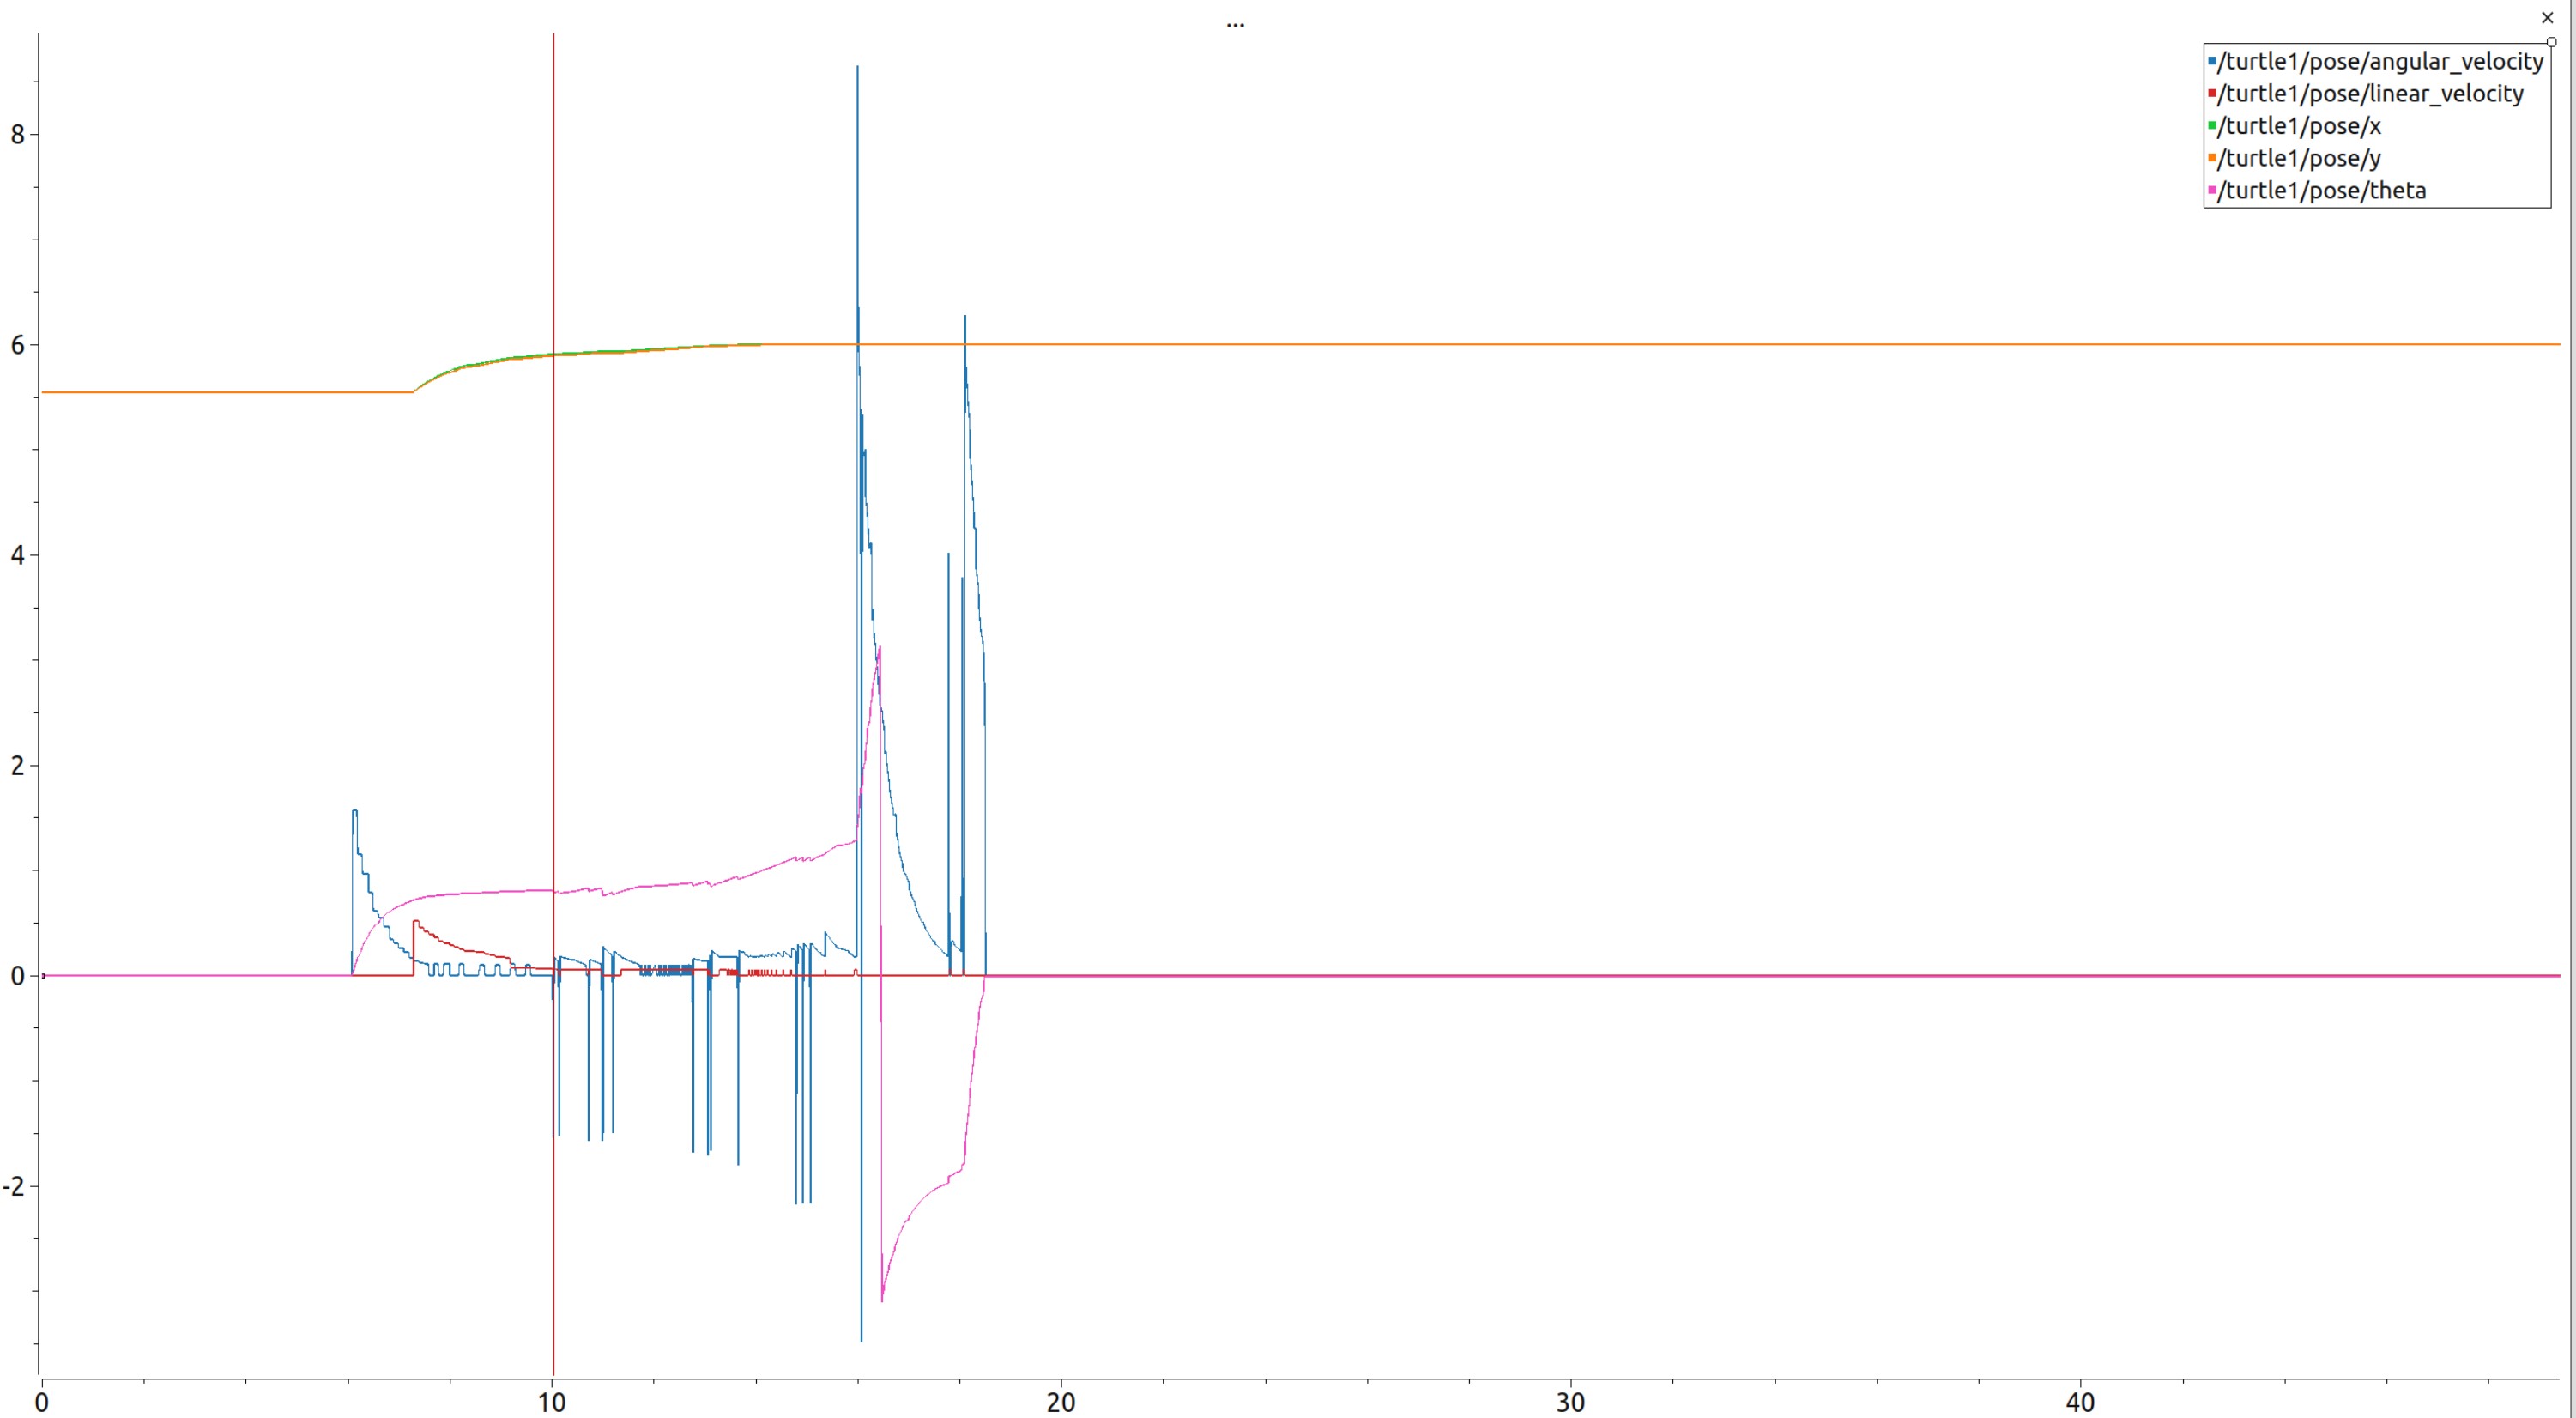 ...
×
/turtle1/pose/angular_velocity
/turtle1/pose/linear_velocity
/turtle1/pose/x
/turtle1/pose/y
/turtle1/pose/theta
8
6
4
2
0
-2
0 10 20 30 40